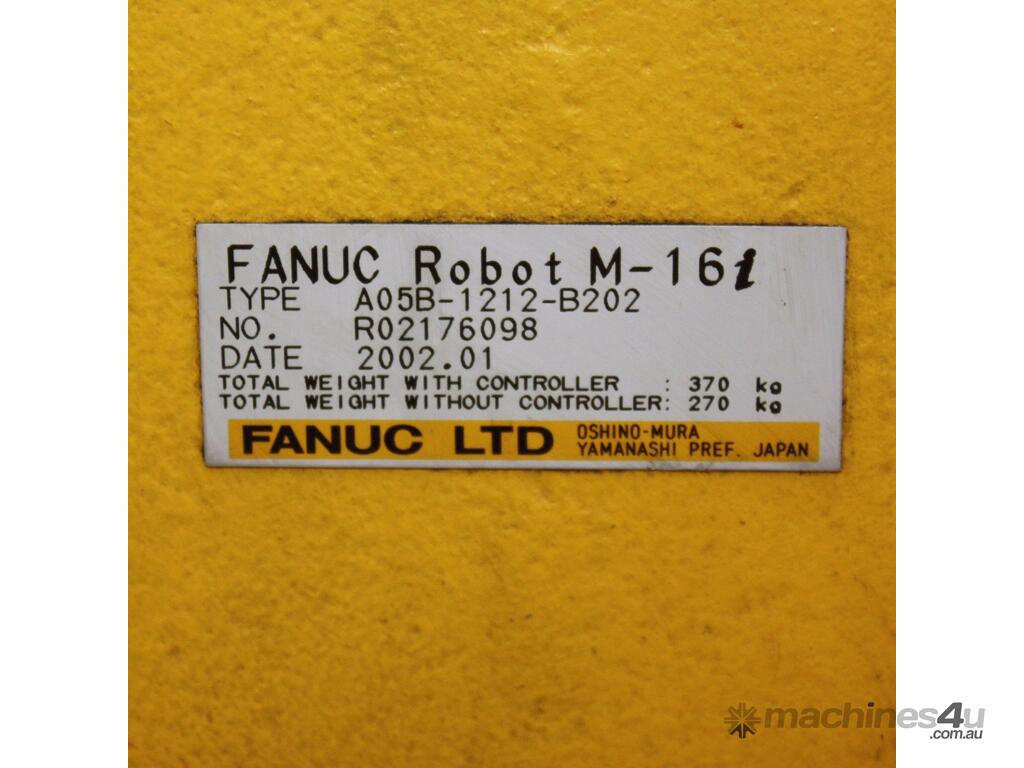 FANUC Robot M-16i
TYPE A05B-1212-B202
NO. R02176098
DATE 2002.01
TOTAL WEIGHT WITH CONTROLLER : 370 kg
TOTAL WEIGHT WITHOUT CONTROLLER: 270 kg
FANUC LTD OSHINO-MURA
YAMANASHI PREF. JAPAN
machines4u
.com.au